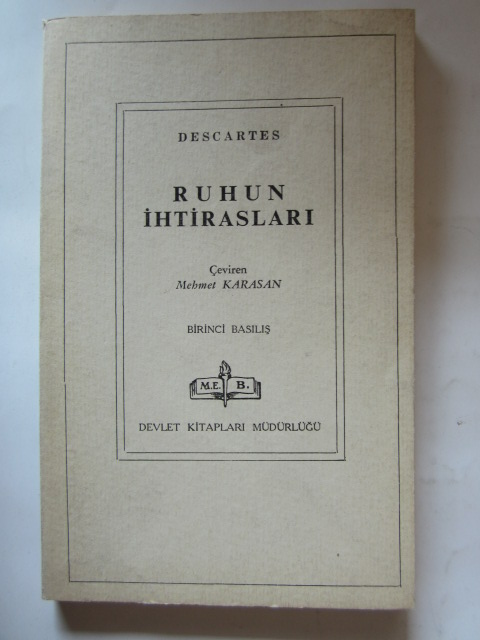 DESCARTES
RUHUN
İHTİRASLARI
Çeviren
Mehmet KARASAN
BİRİNCİ BASILIŞ
M.E. B.
DEVLET KİTAPLARI MÜDÜRLÜĞÜ